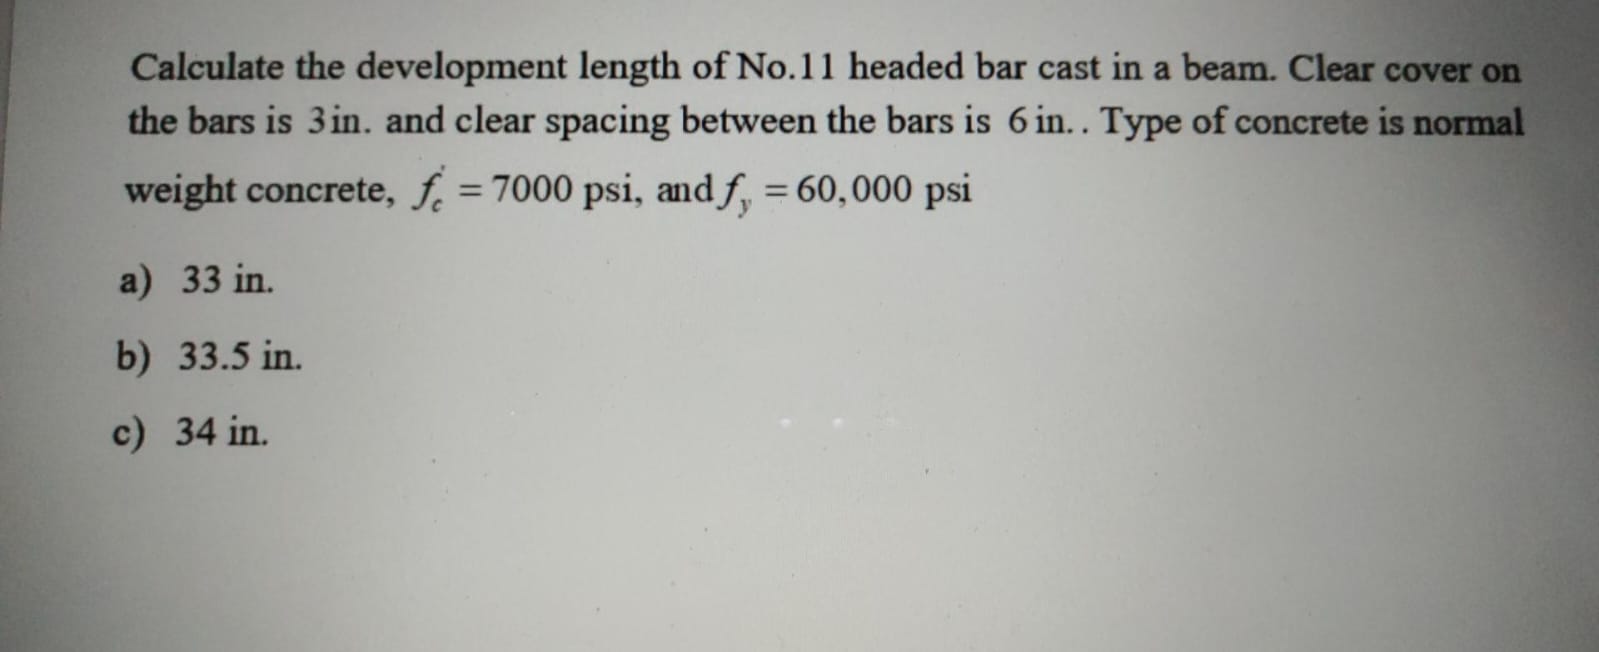 Calculate the development length of No.11 headed bar cast in a beam. Clear cover on
the bars is 3 in. and clear spacing between the bars is 6 in. . Type of concrete is normal
weight concrete, f'c = 7000 psi, and fy = 60,000 psi
a) 33 in.
b) 33.5 in.
c) 34 in.